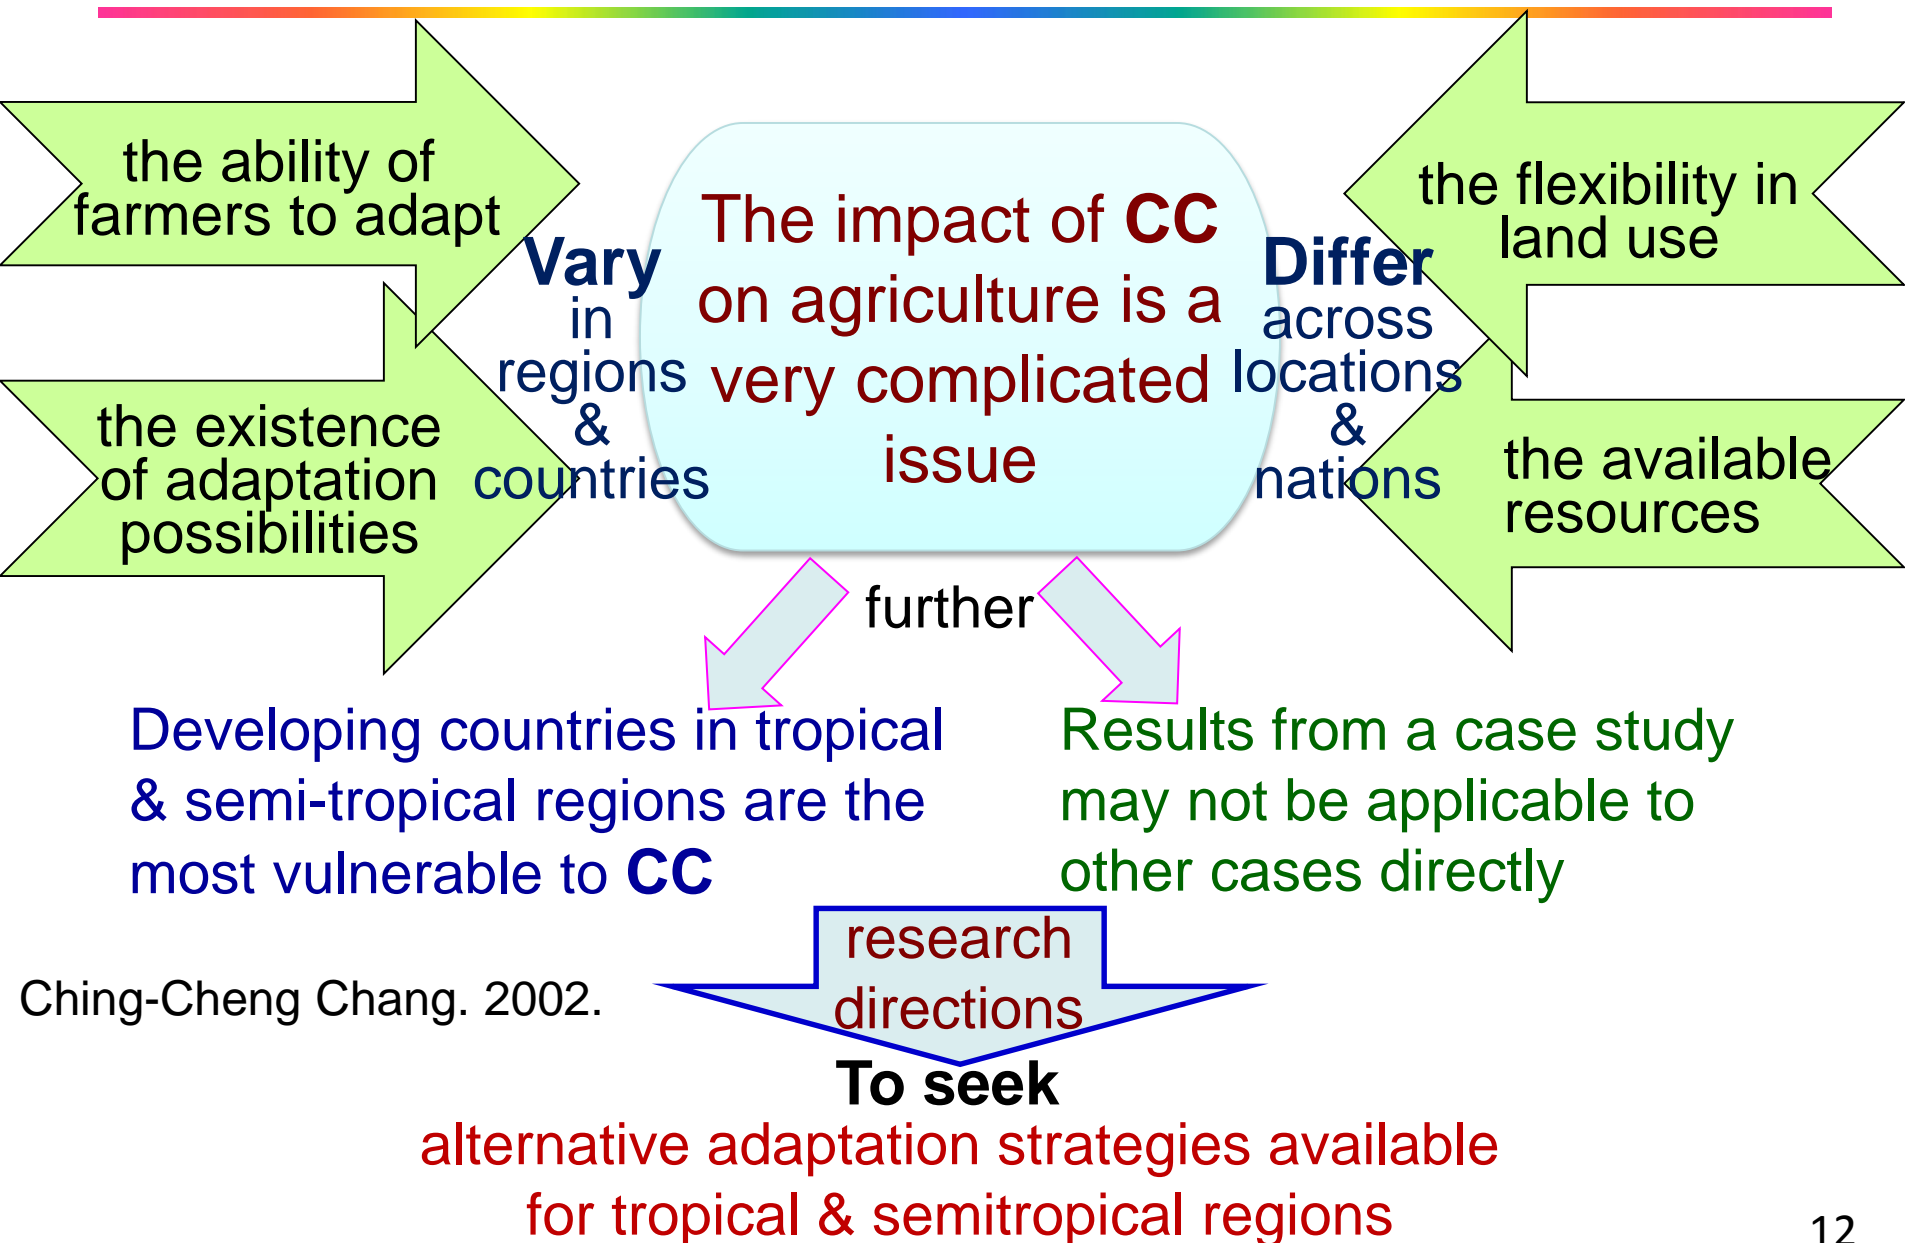 the ability of
farmers to adapt
the existence
of adaptation
possibilities
Vary
in
regions
&
countries
The impact of CC
on agriculture is a
very complicated
issue
Differ
across
locations
&
nations
the flexibility in
land use
the available
resources
further
Developing countries in tropical
& semi-tropical regions are the
most vulnerable to CC
Results from a case study
may not be applicable to
other cases directly
research
directions
Ching-Cheng Chang. 2002.
To seek
alternative adaptation strategies available
for tropical & semitropical regions
12